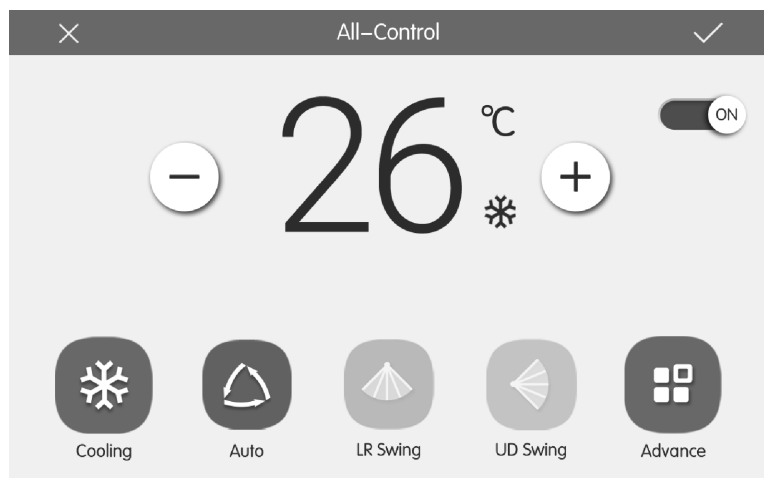 All-Control
26 °C
ON
Cooling
Auto
LR Swing
UD Swing
Advance